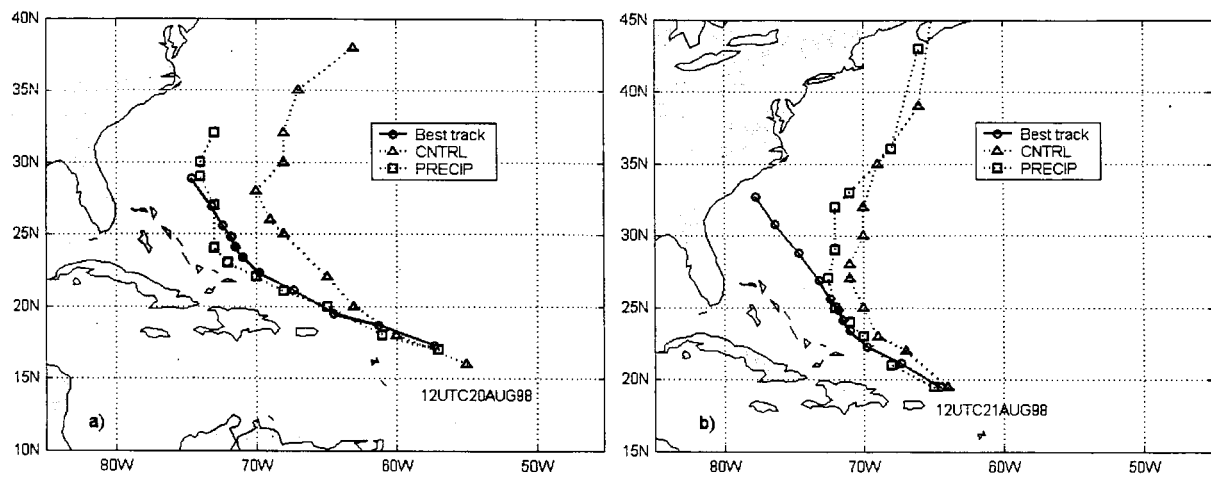 40N
35N
30N
25N
20N
15N
10N
80W
70W
60W
50W
Best track
CNTRL
PRECIP
12UTC20AUG98
a)
45N
40N
35N
30N
25N
20N
15N
80W
70W
60W
50W
Best track
CNTRL
PRECIP
12UTC21AUG98
b)